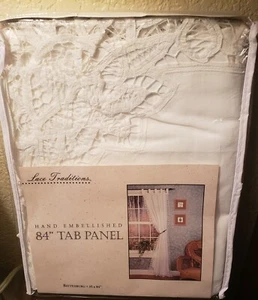 Lace Traditions
HAND EMBELLISHED
84" TAB PANEL